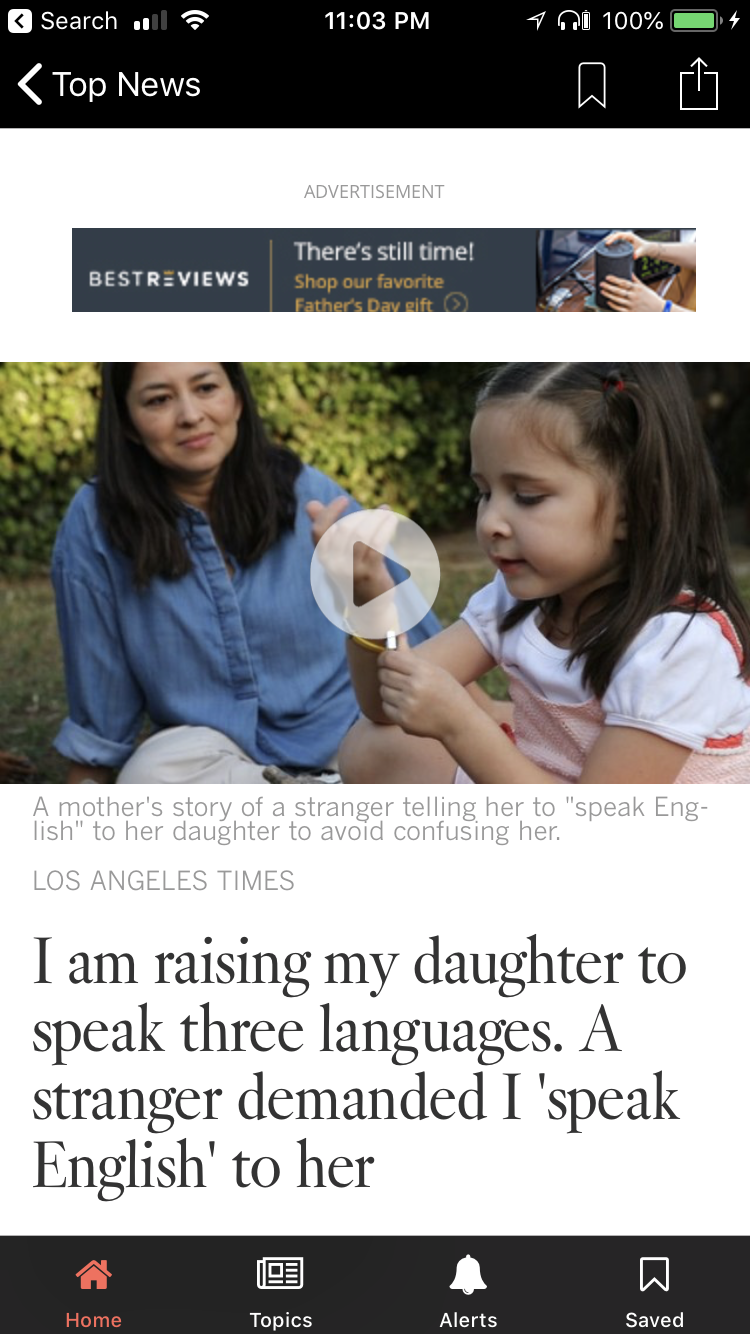 Search 11:03 PM 100%
Top News
ADVERTISEMENT
BESTREVIEWS
There's still time!
Shop our favorite
Father's Day gift
A mother's story of a stranger telling her to "speak Eng-
lish" to her daughter to avoid confusing her.
LOS ANGELES TIMES
I am raising my daughter to
speak three languages. A
stranger demanded I 'speak
English' to her
Home Topics Alerts Saved